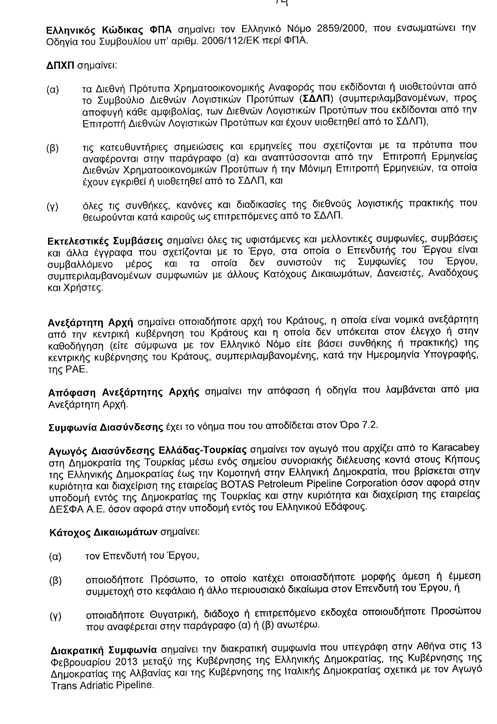 Ελληνικός Κώδικας ΦΠΑ σημαίνει τον Ελληνικό Νόμο 2859/2000, που ενσωματώνει την
Οδηγία του Συμβουλίου υπ' αριθμ. 2006/112/ΕΚ περί ΦΠΑ.
ΔΠΧΠ σημαίνει:
(α) τα Διεθνή Πρότυπα Χρηματοοικονομικής Αναφοράς που εκδίδονται ή υιοθετούνται από
το Συμβούλιο Διεθνών Λογιστικών Προτύπων (ΣΔΛΠ) (συμπεριλαμβανομένων, προς
αποφυγή κάθε αμφιβολίας, των Διεθνών Λογιστικών Προτύπων που εκδίδονται από την
Επιτροπή Διεθνών Λογιστικών Προτύπων και έχουν υιοθετηθεί από το ΣΔΛΠ),
(β) τις κατευθυντήριες σημειώσεις και ερμηνείες που σχετίζονται με τα πρότυπα που
αναφέρονται στην παράγραφο (α) και αναπτύσσονται από την Επιτροπή Ερμηνείας
Διεθνών Χρηματοοικονομικών Προτύπων ή την Μόνιμη Επιτροπή Ερμηνειών, τα οποία
έχουν εγκριθεί ή υιοθετηθεί από το ΣΔΛΠ, και
(γ) όλες τις συνθήκες, κανόνες και διαδικασίες της διεθνούς λογιστικής πρακτικής που
θεωρούνται κατά καιρούς ως επιτρεπόμενες από το ΣΔΛΠ.
Εκτελεστικές Συμβάσεις σημαίνει όλες τις υφιστάμενες και μελλοντικές συμφωνίες, συμβάσεις
και άλλα έγγραφα που σχετίζονται με το Έργο, στα οποία ο Επενδυτής του Έργου είναι
συμβαλλόμενο μέρος και τα οποία δεν συνιστούν τις Συμφωνίες του Έργου,
συμπεριλαμβανομένων συμφωνιών με άλλους Κατόχους Δικαιωμάτων, Δανειστές, Αναδόχους
και Χρήστες.
Ανεξάρτητη Αρχή σημαίνει οποιαδήποτε αρχή του Κράτους, η οποία είναι νομικά ανεξάρτητη
από την κεντρική κυβέρνηση του Κράτους και η οποία δεν υπόκειται στον έλεγχο ή στην
καθοδήγηση (είτε σύμφωνα με τον Ελληνικό Νόμο είτε βάσει συνθήκης ή πρακτικής) της
κεντρικής κυβέρνησης του Κράτους, συμπεριλαμβανομένης, κατά την Ημερομηνία Υπογραφής,
της ΡΑΕ.
Απόφαση Ανεξάρτητης Αρχής σημαίνει την απόφαση ή οδηγία που λαμβάνεται από μια
Ανεξάρτητη Αρχή.
Συμφωνία Διασύνδεσης έχει το νόημα που του αποδίδεται στον Όρο 7.2.
Αγωγός Διασύνδεσης Ελλάδας-Τουρκίας σημαίνει τον αγωγό που αρχίζει από το Karacabey
στη Δημοκρατία της Τουρκίας μέσω ενός σημείου συνοριακής διέλευσης κοντά στους Κήπους
της Ελληνικής Δημοκρατίας έως την Κομοτηνή στην Ελληνική Δημοκρατία, που βρίσκεται στην
κυριότητα και διαχείριση της εταιρείας BOTAS Petroleum Pipeline Corporation όσον αφορά στην
υποδομή εντός της Δημοκρατίας της Τουρκίας και στην κυριότητα και διαχείριση της εταιρείας
ΔΕΣΦΑ Α.Ε. όσον αφορά στην υποδομή εντός του Ελληνικού Εδάφους.
Κάτοχος Δικαιωμάτων σημαίνει:
(α) τον Επενδυτή του Έργου,
(β) οποιοδήποτε Πρόσωπο, το οποίο κατέχει οποιασδήποτε μορφής άμεση ή έμμεση
συμμετοχή στο κεφάλαιο ή άλλο περιουσιακό δικαίωμα στον Επενδυτή του Έργου, ή
(γ) οποιαδήποτε Θυγατρική, διάδοχο ή επιτρεπόμενο εκδοχέα οποιουδήποτε Προσώπου
που αναφέρεται στην παράγραφο (α) ή (β) ανωτέρω.
Διακρατική Συμφωνία σημαίνει την διακρατική συμφωνία που υπεγράφη στην Αθήνα στις 13
Φεβρουαρίου 2013 μεταξύ της Κυβέρνησης της Ελληνικής Δημοκρατίας, της Κυβέρνησης της
Δημοκρατίας της Αλβανίας και της Κυβέρνησης της Ιταλικής Δημοκρατίας σχετικά με τον Αγωγό
Trans Adriatic Pipeline.